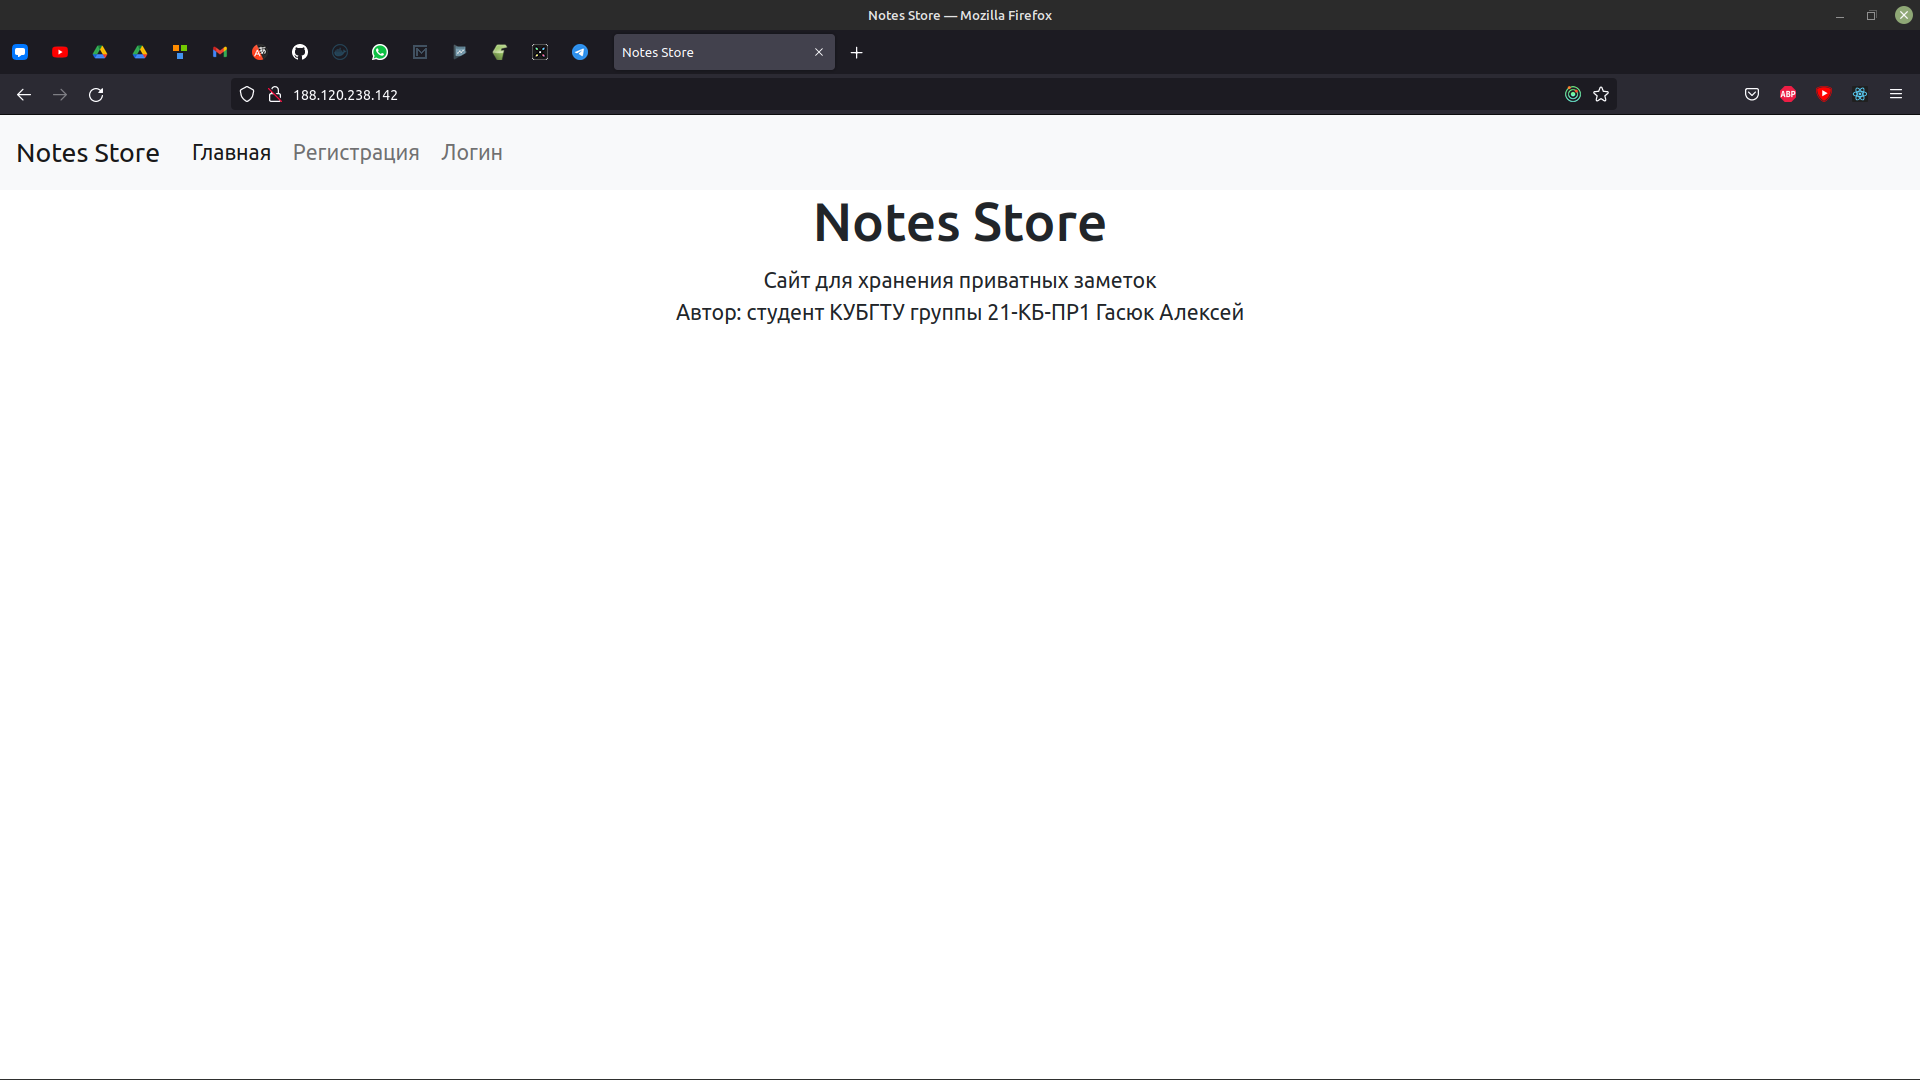 Notes Store — Mozilla Firefox
Notes Store
188.120.238.142
ABP
Notes Store Главная Регистрация Логин
Notes Store
Сайт для хранения приватных заметок
Автор: студент КУБГТУ группы 21-КБ-ПР1 Гасюк Алексей